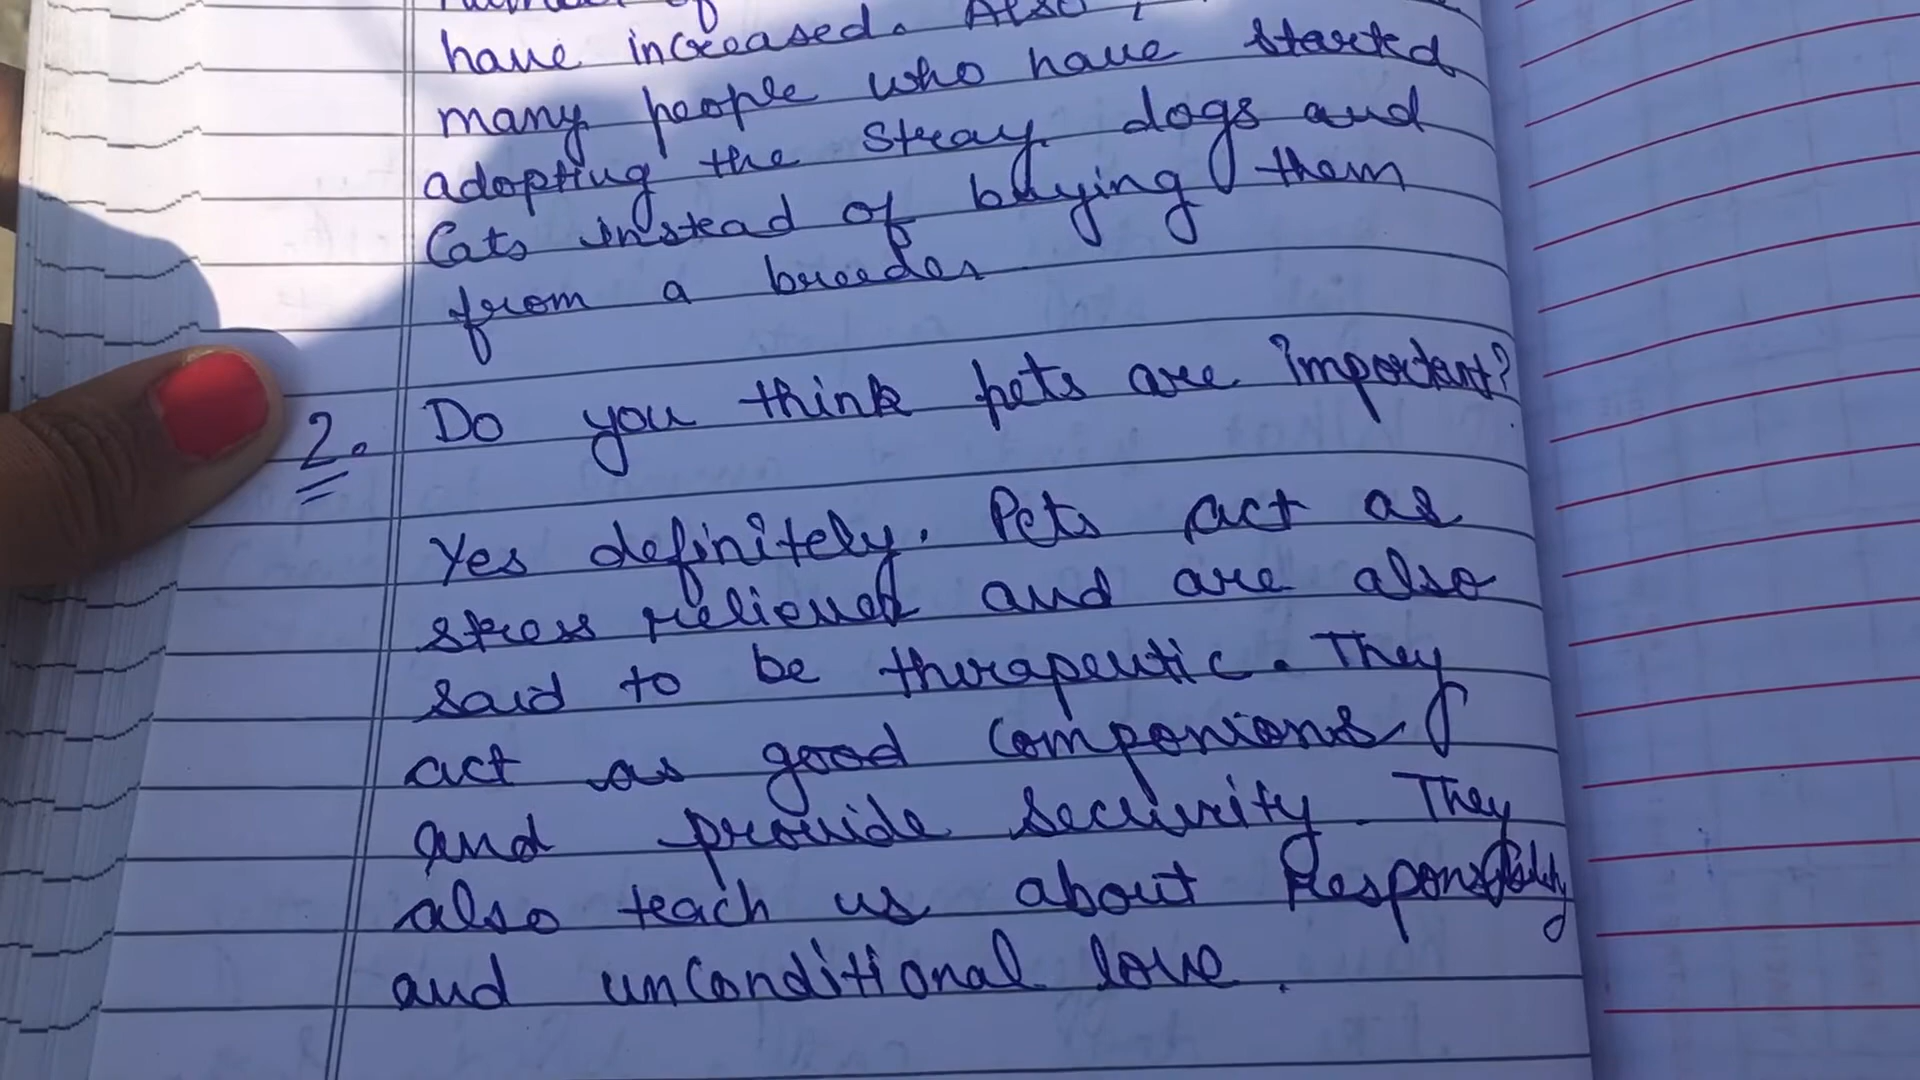 have increased. Also,
many people who have started
adopting the stray dogs and
Cats instead of buying them
from a breeder
2. Do you think pets are important?
Yes definitely. Pets act as
stress reliever and are also
said to be therapeutic. They
act as good companions
and provide security. They
also teach us about Responsibility
and unconditional love.